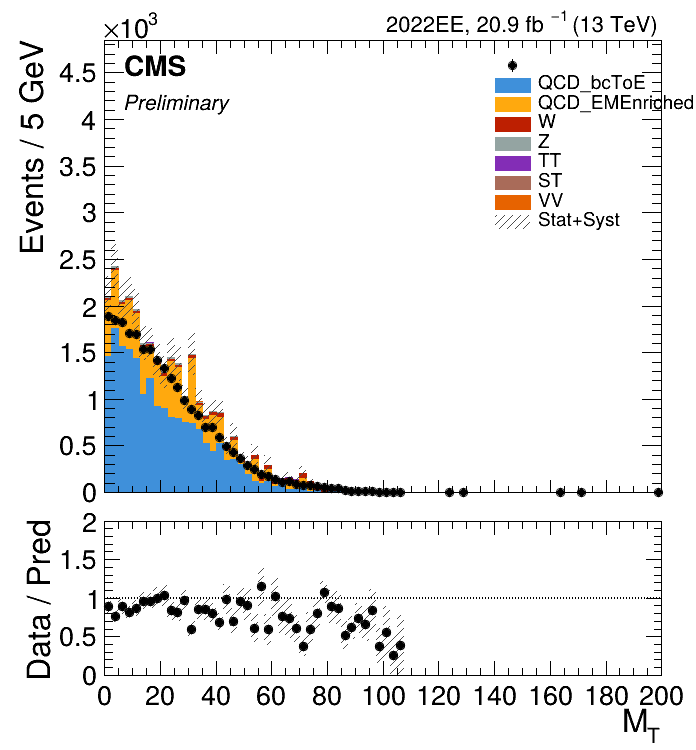 ×10³
2022EE, 20.9 fb ⁻¹ (13 TeV)
Events / 5 GeV
4.5
4
3.5
3
2.5
2
1.5
1
0.5
0
CMS
Preliminary
QCD_bcToE
QCD_EMEnriched
W
Z
TT
ST
VV
Stat+Syst
Data / Pred
2
1.5
1
0.5
0
0 20 40 60 80 100 120 140 160 180 200
M_T